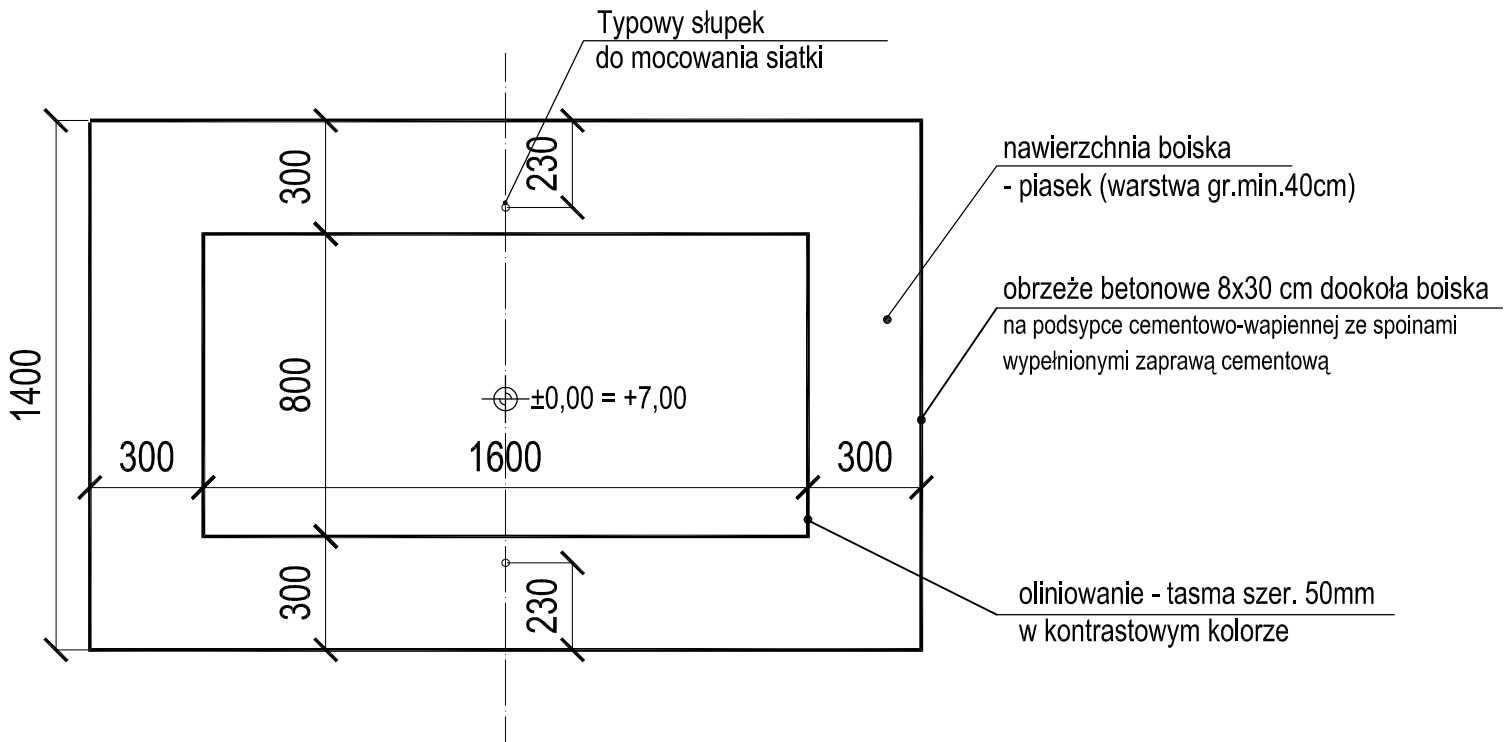 Typowy słupek
do mocowania siatki
300
230
nawierzchnia boiska
- piasek (warstwa gr.min.40cm)
obrzeże betonowe 8x30 cm dookoła boiska
na podsypce cementowo-wapiennej ze spoinami
wypełnionymi zaprawą cementową
1400
800
±0,00 = +7,00
300
1600
300
300
230
oliniowanie - tasma szer. 50mm
w kontrastowym kolorze